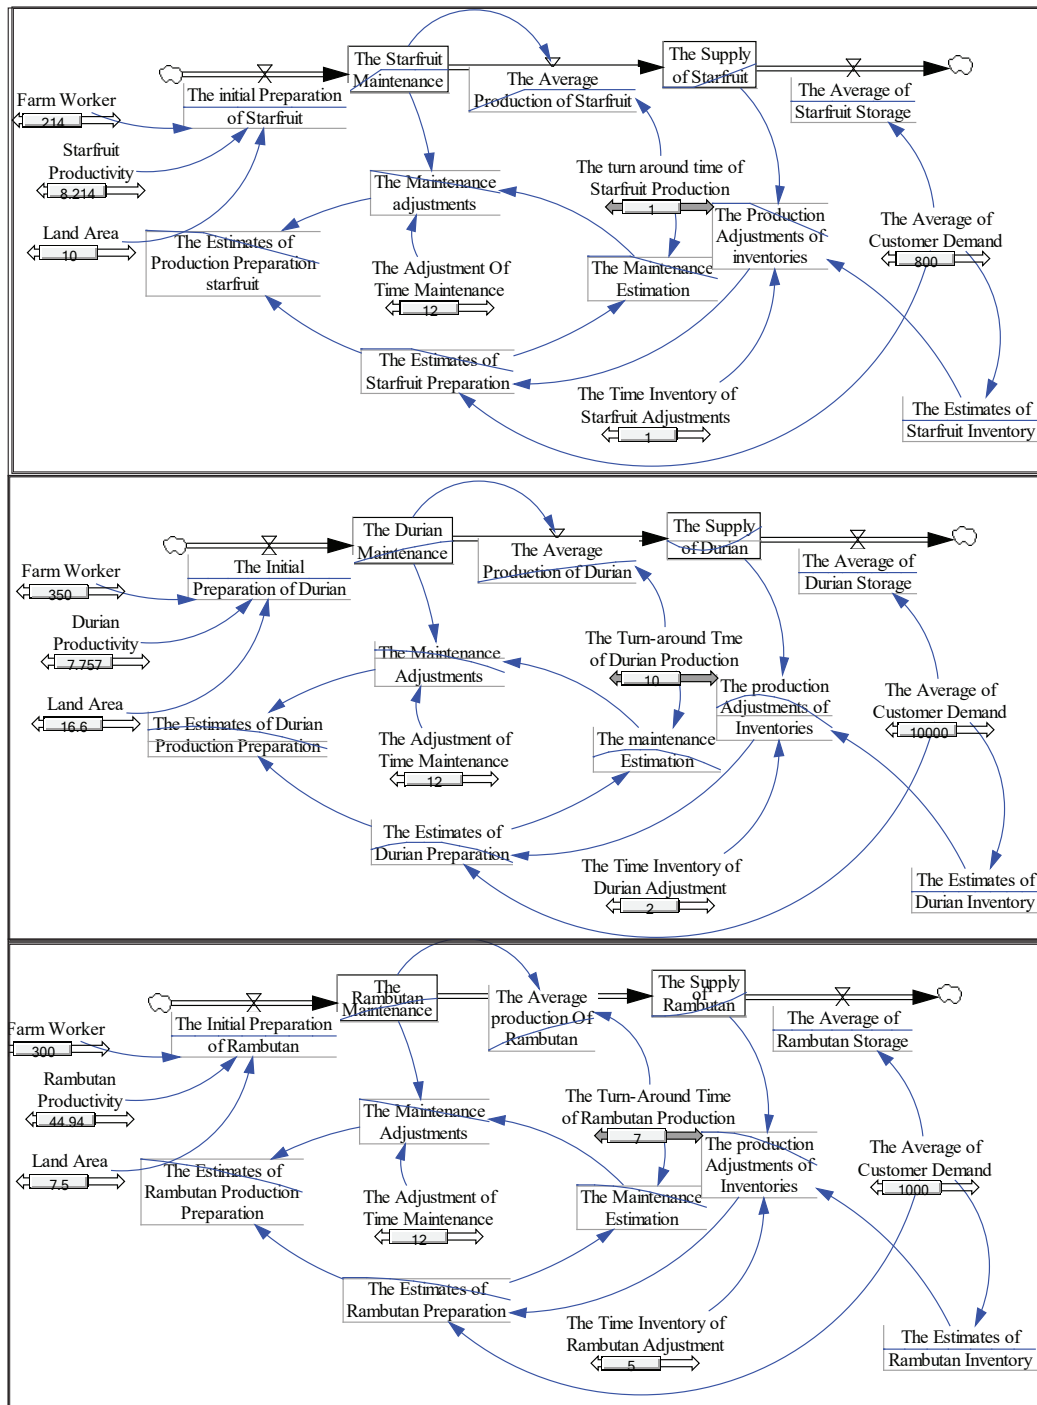 The Starfruit
Maintenance
The Supply
of Starfruit
The Average
Production of Starfruit
The initial Preparation
of Starfruit
The Average of
Starfruit Storage
Farm Worker
214
Starfruit
Productivity
8.214
Land Area
10
The Maintenance
adjustments
The turn around time of
Starfruit Production
1
The Production
Adjustments of
inventories
The Average of
Customer Demand
800
The Estimates of
Production Preparation
starfruit
The Adjustment Of
Time Maintenance
12
The Maintenance
Estimation
The Estimates of
Starfruit Preparation
The Time Inventory of
Starfruit Adjustments
1
The Estimates of
Starfruit Inventory
The Durian
Maintenance
The Supply
of Durian
The Average
Production of Durian
The Initial
Preparation of Durian
The Average of
Durian Storage
Farm Worker
350
Durian
Productivity
7.757
Land Area
16.6
The Maintenance
Adjustments
The Turn-around Tme
of Durian Production
10
The production
Adjustments of
Inventories
The Average of
Customer Demand
10000
The Estimates of Durian
Production Preparation
The Adjustment of
Time Maintenance
12
The maintenance
Estimation
The Estimates of
Durian Preparation
The Time Inventory of
Durian Adjustment
2
The Estimates of
Durian Inventory
The
Rambutan
Maintenance
The Supply
of
Rambutan
The Average
production Of
Rambutan
The Initial Preparation
of Rambutan
The Average of
Rambutan Storage
Farm Worker
300
Rambutan
Productivity
44.94
Land Area
7.5
The Maintenance
Adjustments
The Turn-Around Time
of Rambutan Production
7
The production
Adjustments of
Inventories
The Average of
Customer Demand
1000
The Estimates of
Rambutan Production
Preparation
The Adjustment of
Time Maintenance
12
The Maintenance
Estimation
The Estimates of
Rambutan Preparation
The Time Inventory of
Rambutan Adjustment
5
The Estimates of
Rambutan Inventory